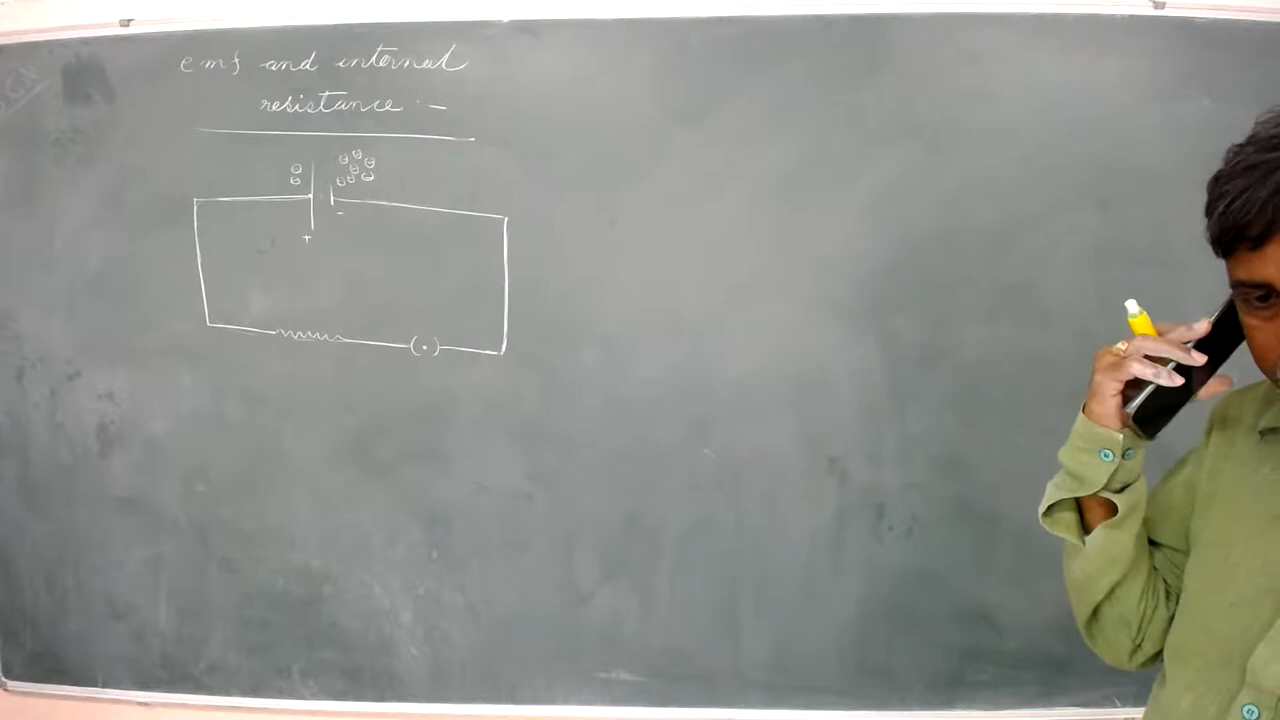 emf and internal
resistance :-
+
-
(.)